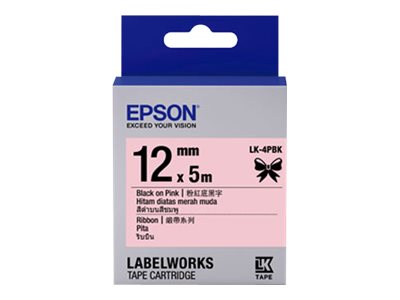 EPSON
EXCEED YOUR VISION
12 mm x 5m
LK-4PBK
Black on Pink | 粉紅底黑字
Hitam diatas merah muda
สีดำบนสีชมพู
Ribbon | 緞帶系列
Pita
ริบบิ้น
LABELWORKS
TAPE CARTRIDGE
LK
TAPE